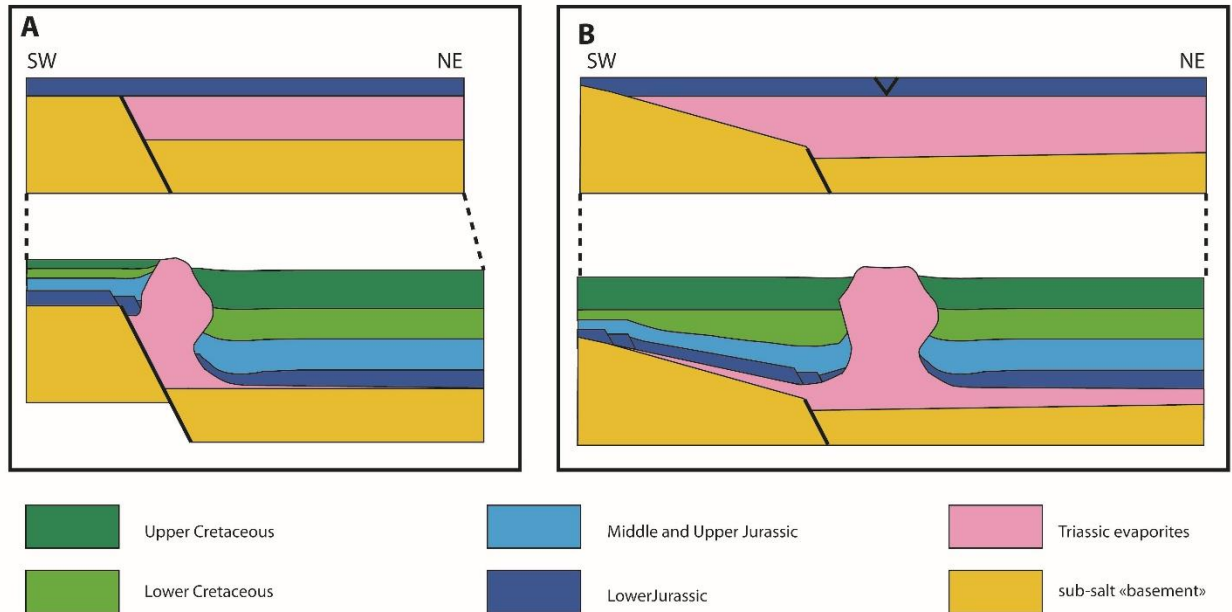 A
SW NE
B
SW NE
Upper Cretaceous
Middle and Upper Jurassic
Triassic evaporites
Lower Cretaceous
LowerJurassic
sub-salt «basement»